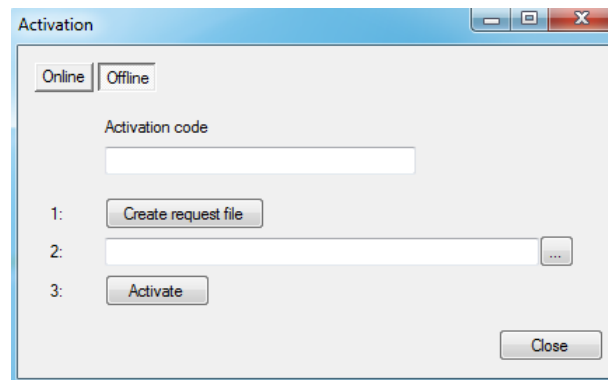 Activation
Online Offline
Activation code
1: Create request file
2: ...
3: Activate
Close